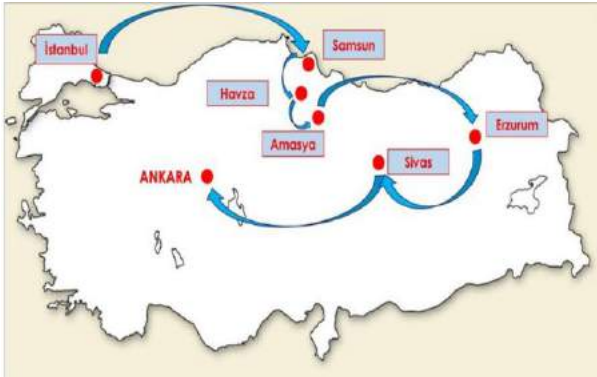 İstanbul
Samsun
Havza
Amasya
Erzurum
Sivas
ANKARA